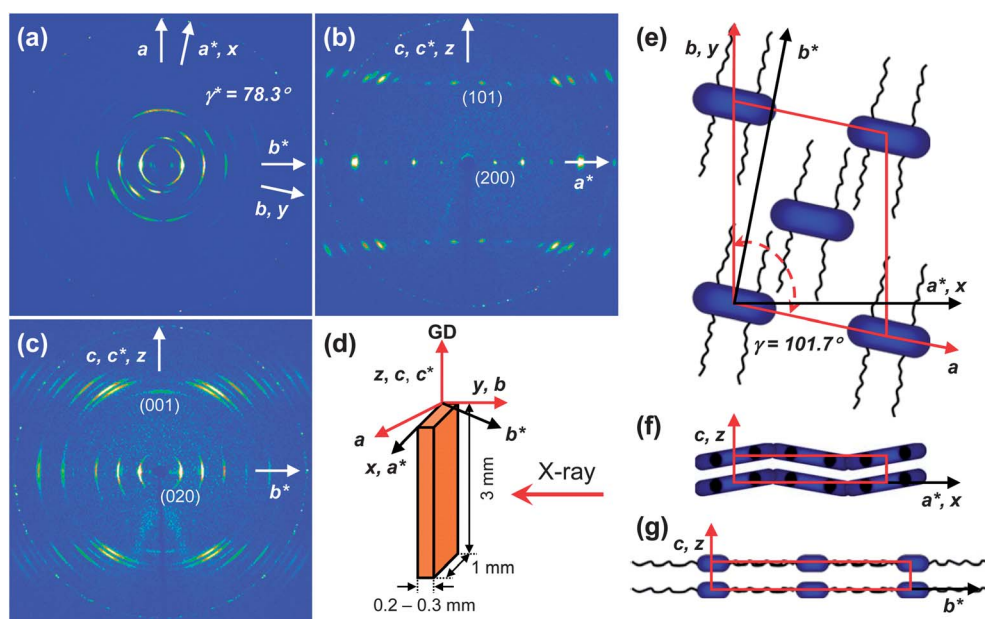 (a)
a
a*, x
γ* = 78.3°
b*
b, y
(b)
c, c*, z
(101)
(200)
a*
(c)
c, c*, z
(001)
(020)
b*
(d)
GD
z, c, c*
y, b
a
b*
x, a*
3 mm
X-ray
1 mm
0.2 – 0.3 mm
(e)
b, y
b*
a*, x
γ = 101.7°
a
(f)
c, z
a*, x
(g)
c, z
b*